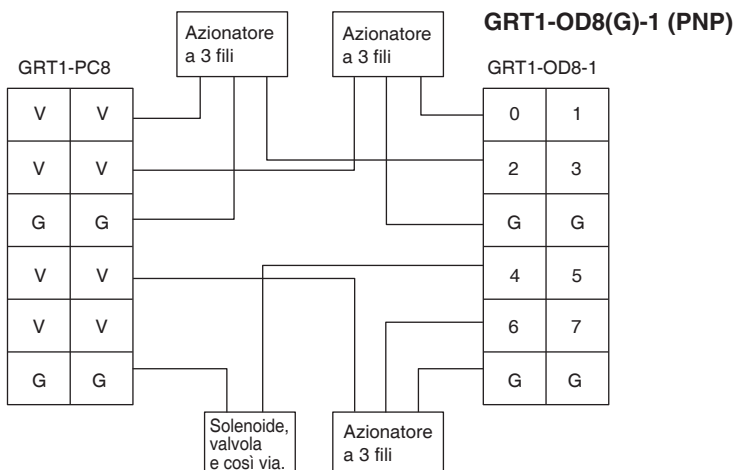 GRT1-OD8(G)-1 (PNP)
Azionatore
a 3 fili
Azionatore
a 3 fili
GRT1-PC8
GRT1-OD8-1
V V
V V
G G
V V
V V
G G
0 1
2 3
G G
4 5
6 7
G G
Solenoide,
valvola
e così via.
Azionatore
a 3 fili